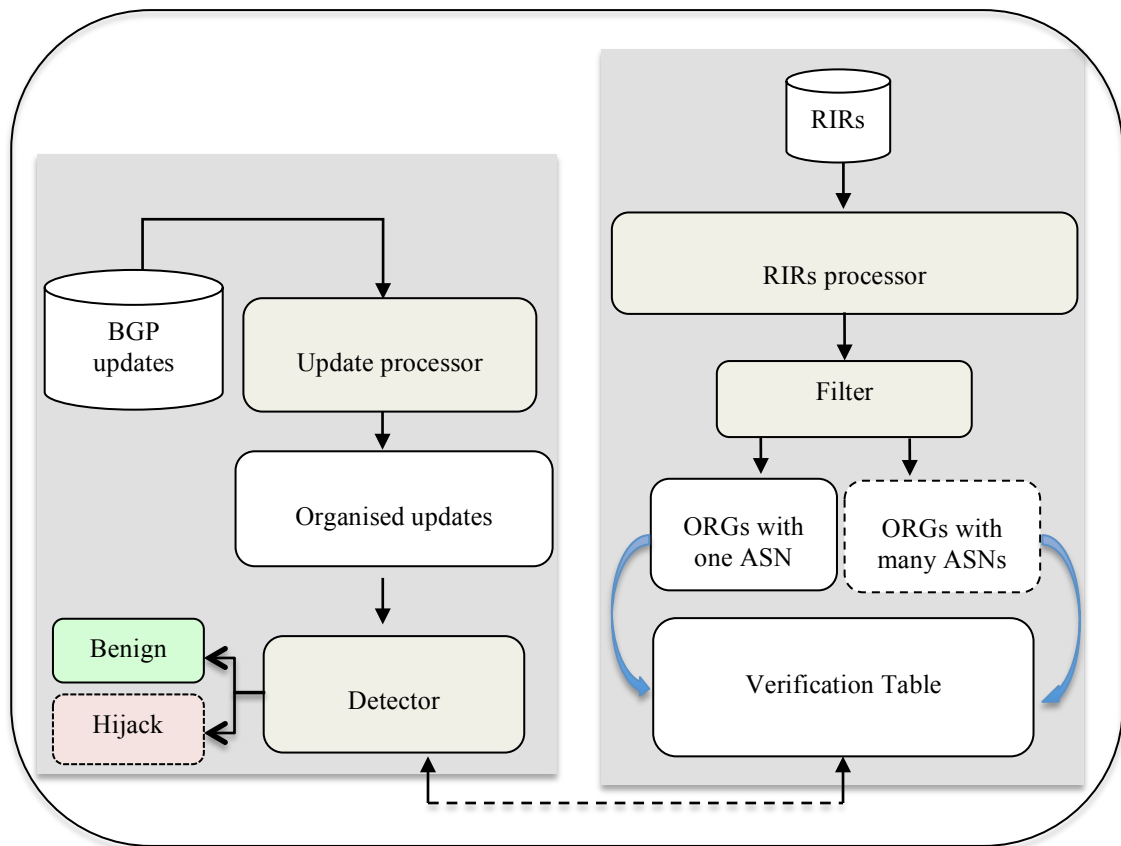 BGP
updates
Update processor
Organised updates
Benign
Hijack
Detector
RIRs
RIRs processor
Filter
ORGs with
one ASN
ORGs with
many ASNs
Verification Table